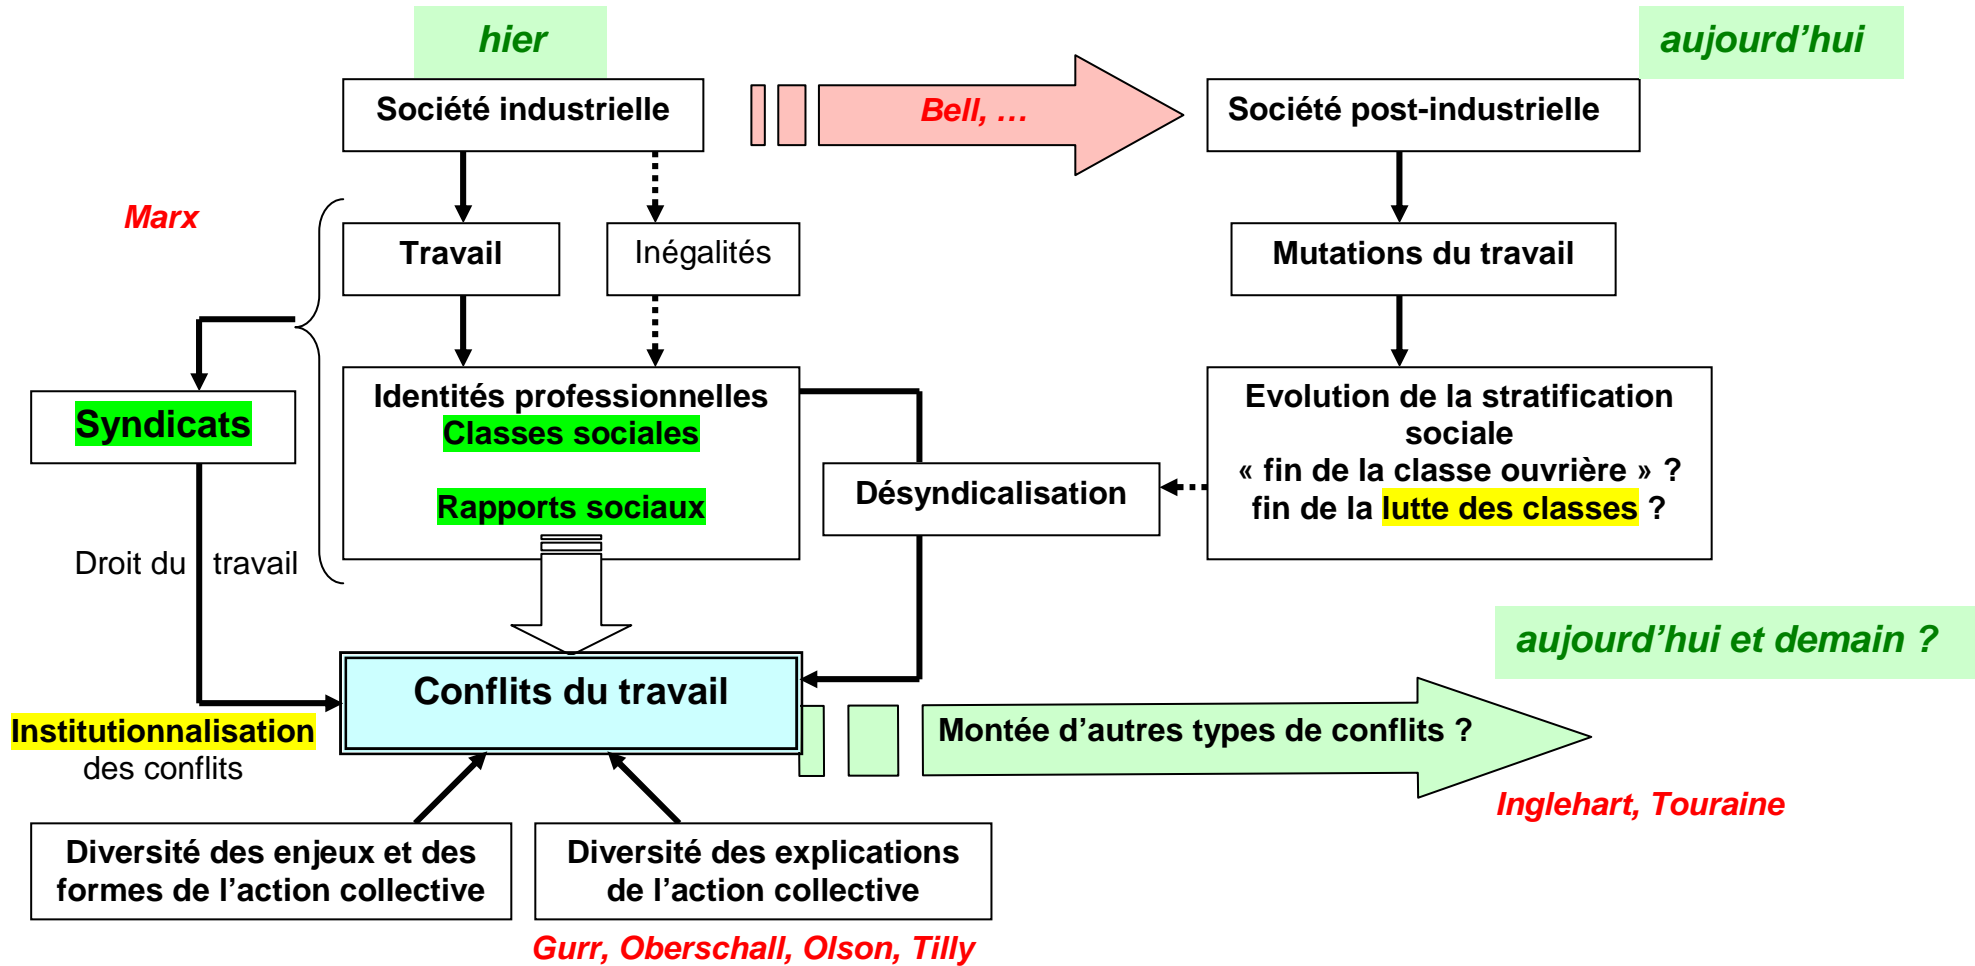 hier
aujourd’hui
Société industrielle
Bell, …
Société post-industrielle
Marx
Travail
Inégalités
Mutations du travail
Syndicats
Identités professionnelles
Classes sociales
Rapports sociaux
Désyndicalisation
Evolution de la stratification
sociale
« fin de la classe ouvrière » ?
fin de la lutte des classes ?
Droit du travail
aujourd’hui et demain ?
Conflits du travail
Montée d’autres types de conflits ?
Institutionnalisation
des conflits
Inglehart, Touraine
Diversité des enjeux et des
formes de l’action collective
Diversité des explications
de l’action collective
Gurr, Oberschall, Olson, Tilly